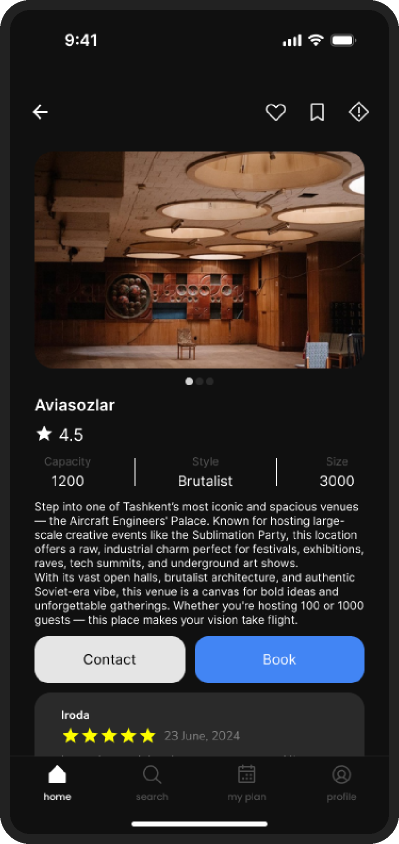 9:41
Aviasozlar
4.5
Capacity Style Size
1200 Brutalist 3000
Step into one of Tashkent's most iconic and spacious venues
— the Aircraft Engineers' Palace. Known for hosting large-
scale creative events like the Sublimation Party, this location
offers a raw, industrial charm perfect for festivals, exhibitions,
raves, tech summits, and underground art shows.
With its vast open halls, brutalist architecture, and authentic
Soviet-era vibe, this venue is a canvas for bold ideas and
unforgettable gatherings. Whether you're hosting 100 or 1000
guests — this place makes your vision take flight.
Contact Book
Iroda
23 June, 2024
home search my plan profile